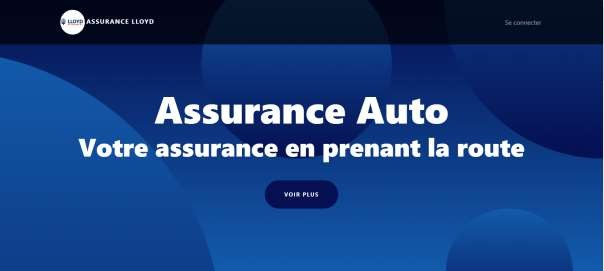 LLOYD
ASSURANCE LLOYD
Se connecter
Assurance Auto
Votre assurance en prenant la route
VOIR PLUS